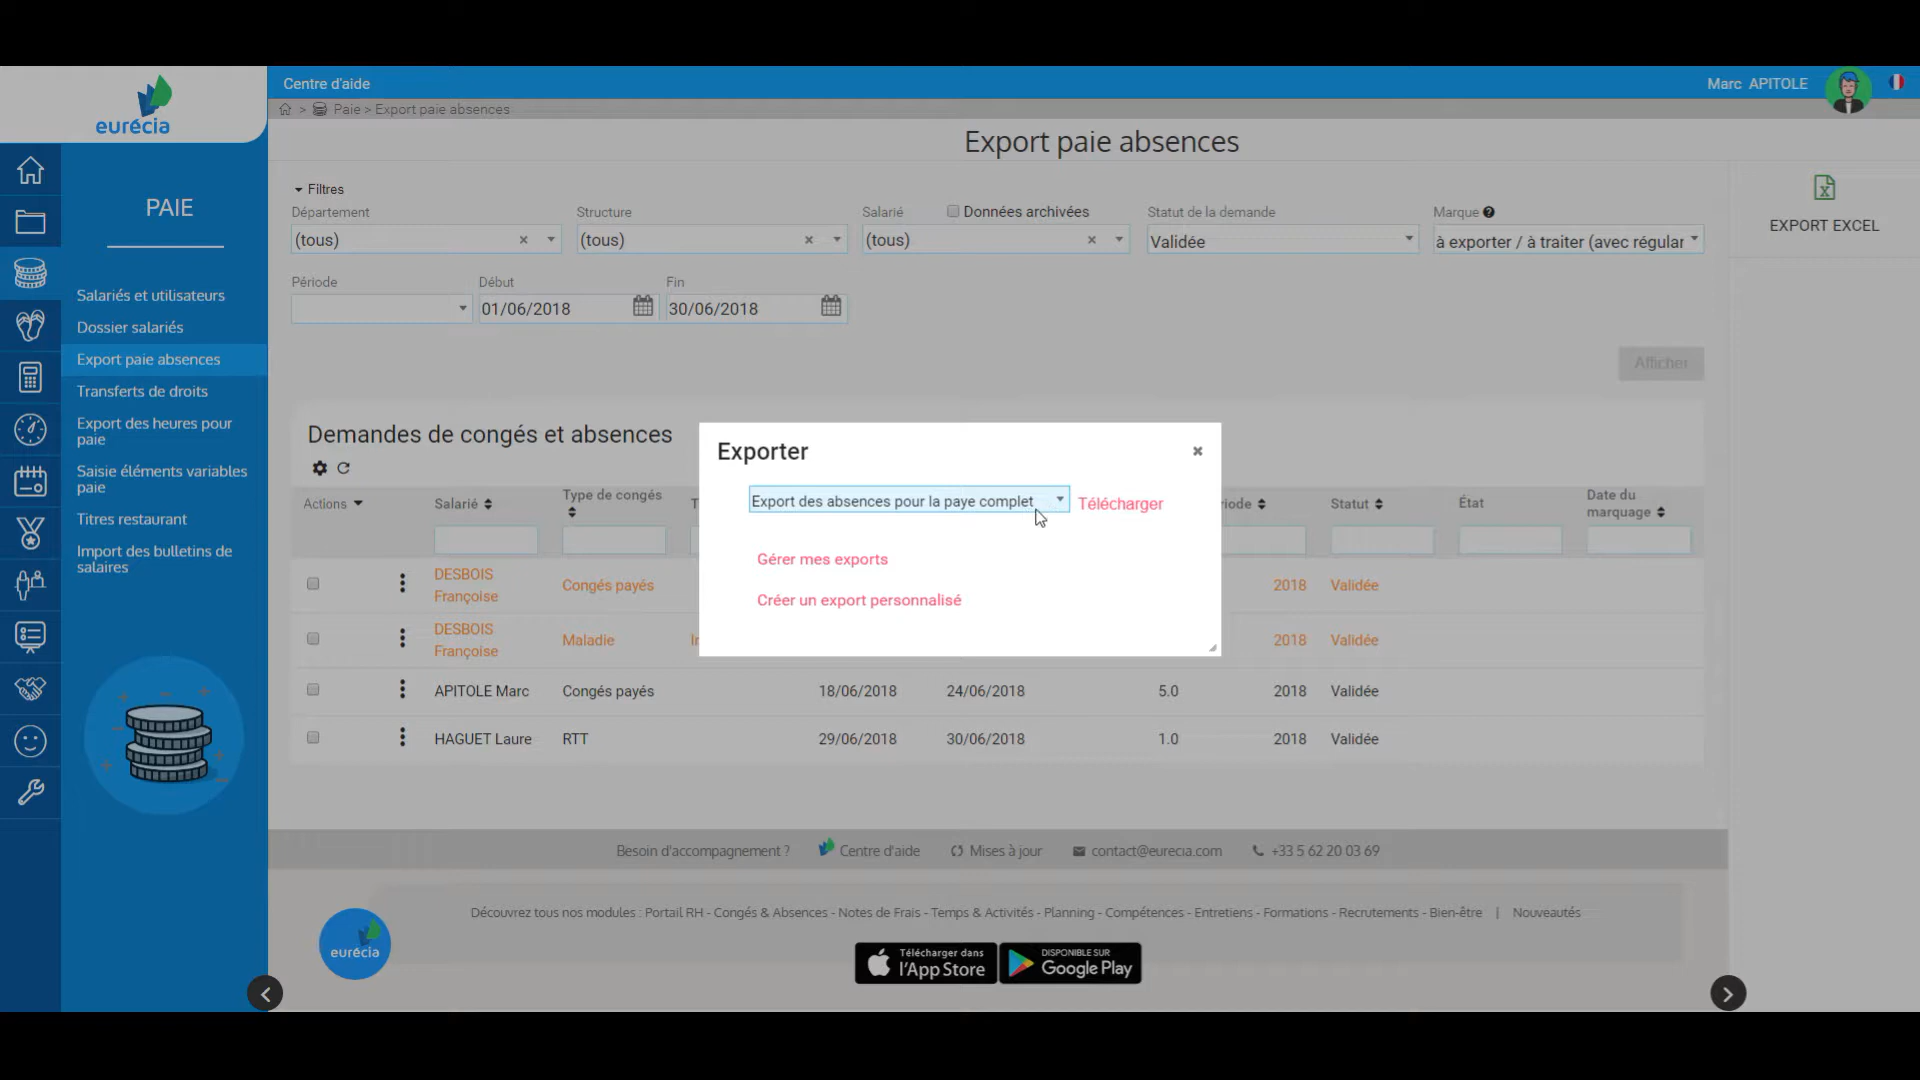 Centre d'aide
Marc APITOLE
eurécia
> Paie > Export paie absences
Export paie absences
PAIE
Salariés et utilisateurs
Dossier salariés
Export paie absences
Transferts de droits
Export des heures pour
paie
Saisie éléments variables
paie
Titres restaurant
Import des bulletins de
salaires
Filtres
Département
Structure
Salarié
Données archivées
Statut de la demande
Marque
(tous)
(tous)
(tous)
Validée
à exporter / à traiter (avec régular
Période
Début
Fin
01/06/2018
30/06/2018
Afficher
EXPORT EXCEL
Demandes de congés et absences
Exporter
Export des absences pour la paye complet
Télécharger
Gérer mes exports
Créer un export personnalisé
Actions
Salarié
Type de congés
T
riode
Statut
État
Date du
marquage
DESBOIS
Françoise
Congés payés
2018
Validée
DESBOIS
Françoise
Maladie
2018
Validée
APITOLE Marc
Congés payés
18/06/2018
24/06/2018
5.0
2018
Validée
HAGUET Laure
RTT
29/06/2018
30/06/2018
1.0
2018
Validée
Besoin d'accompagnement ?
Centre d'aide
Mises à jour
contact@eurecia.com
+33 5 62 20 03 69
eurécia
Découvrez tous nos modules : Portail RH - Congés & Absences - Notes de Frais - Temps & Activités - Planning - Compétences - Entretiens - Formations - Recrutements - Bien-être | Nouveautés
Télécharger dans
l'App Store
DISPONIBLE SUR
Google Play